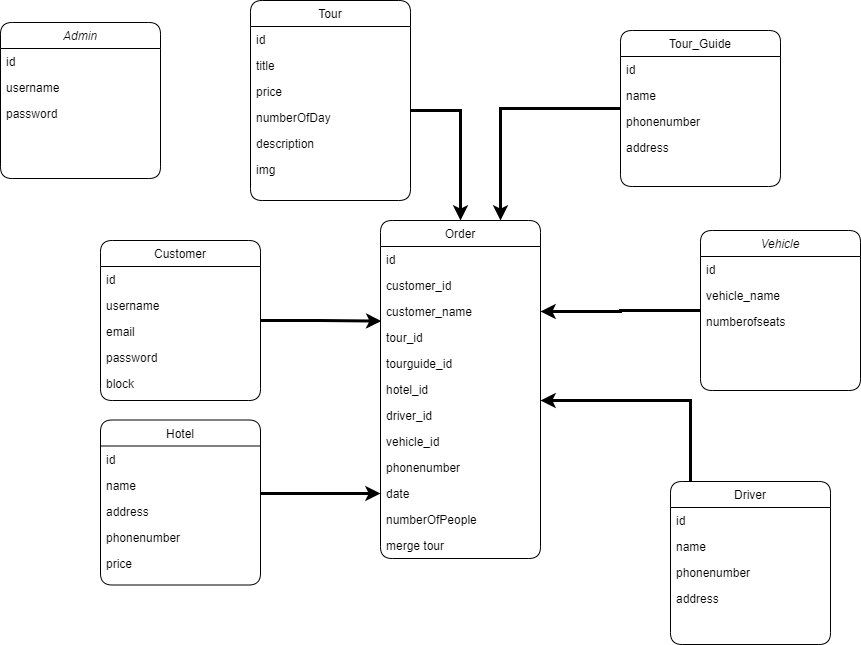 Admin
id
username
password
Tour
id
title
price
numberOfDay
description
img
Tour_Guide
id
name
phonenumber
address
Customer
id
username
email
password
block
Order
id
customer_id
customer_name
tour_id
tourguide_id
hotel_id
driver_id
vehicle_id
phonenumber
date
numberOfPeople
merge tour
Vehicle
id
vehicle_name
numberofseats
Hotel
id
name
address
phonenumber
price
Driver
id
name
phonenumber
address